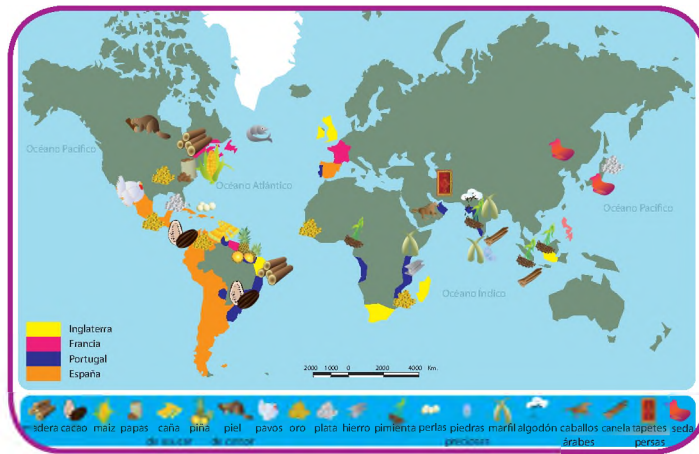 Océano Pacífico
Océano Atlántico
Océano Pacífico
Océano Índico
Inglaterra
Francia
Portugal
España
2000 1000 0 2000 4000 Km.
madera cacao maíz papas caña piña piel pavos oro plata hierro pimienta perlas piedras marfil algodón caballos canela tapetes seda
de azúcar de castor preciosas árabes persas